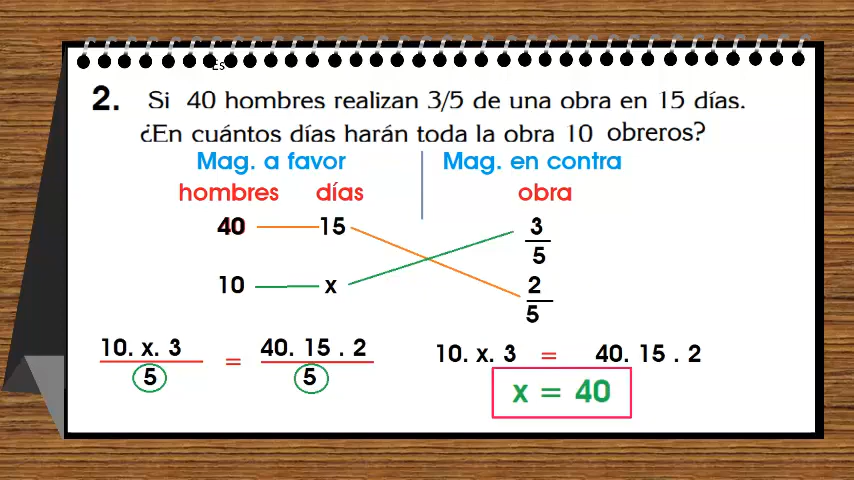 Es
2. Si 40 hombres realizan 3/5 de una obra en 15 días.
¿En cuántos días harán toda la obra 10 obreros?
Mag. a favor Mag. en contra
hombres días obra
40 15 3/5
10 x 2/5
10. x. 3 / 5 = 40. 15 . 2 / 5
10. x. 3 = 40. 15 . 2
x = 40